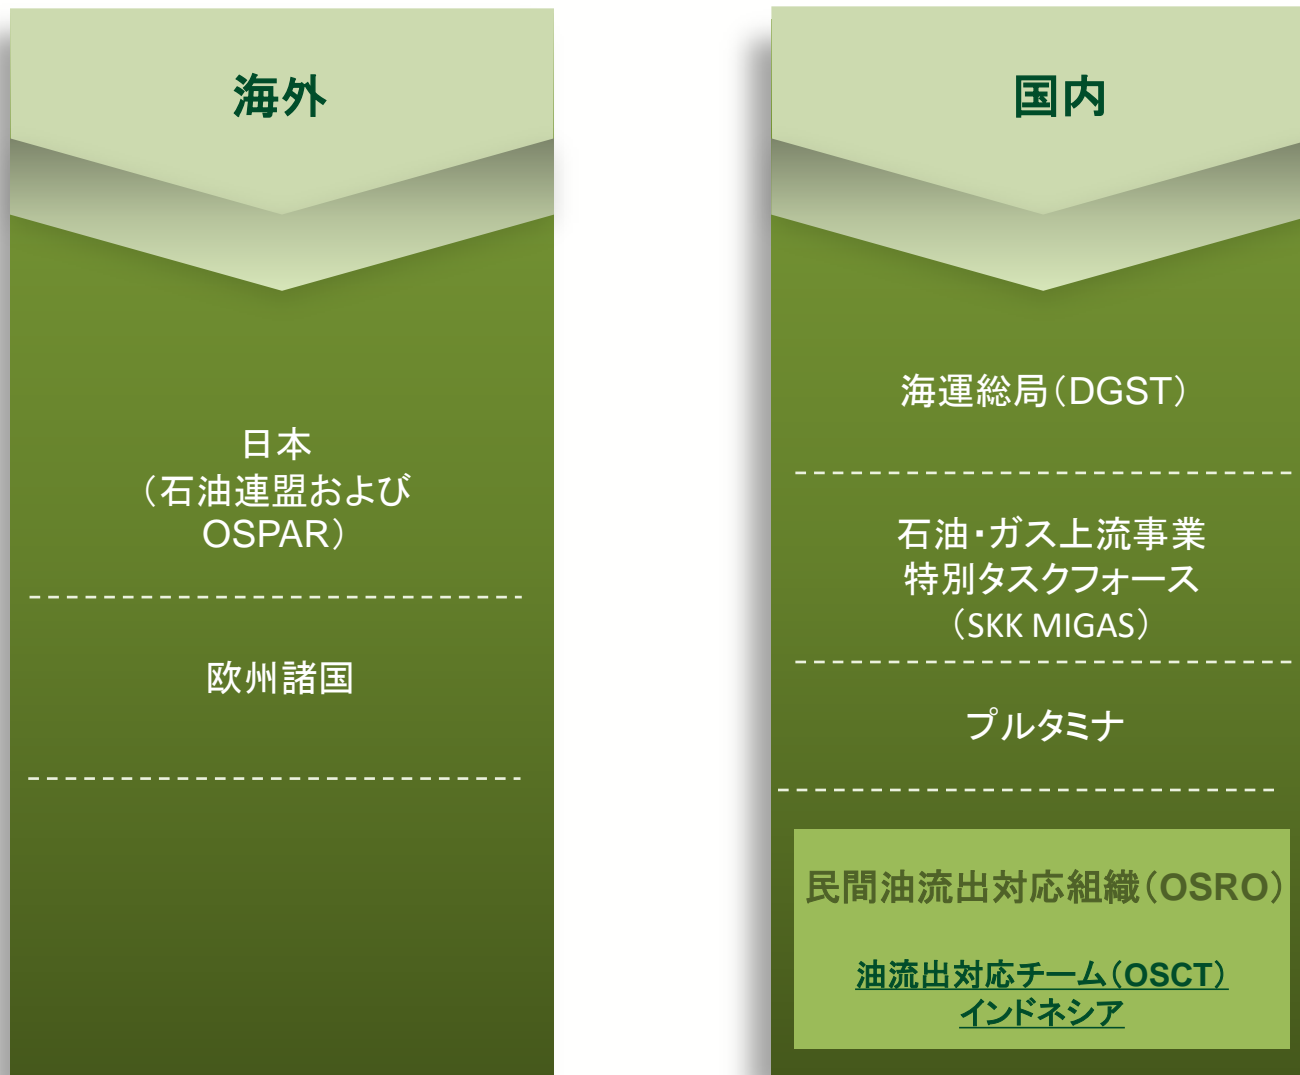 海外
日本
（石油連盟および
OSPAR）
欧州諸国
国内
海運総局（DGST）
石油・ガス上流事業
特別タスクフォース
（SKK MIGAS）
プルタミナ
民間油流出対応組織（OSRO）
油流出対応チーム（OSCT）
インドネシア